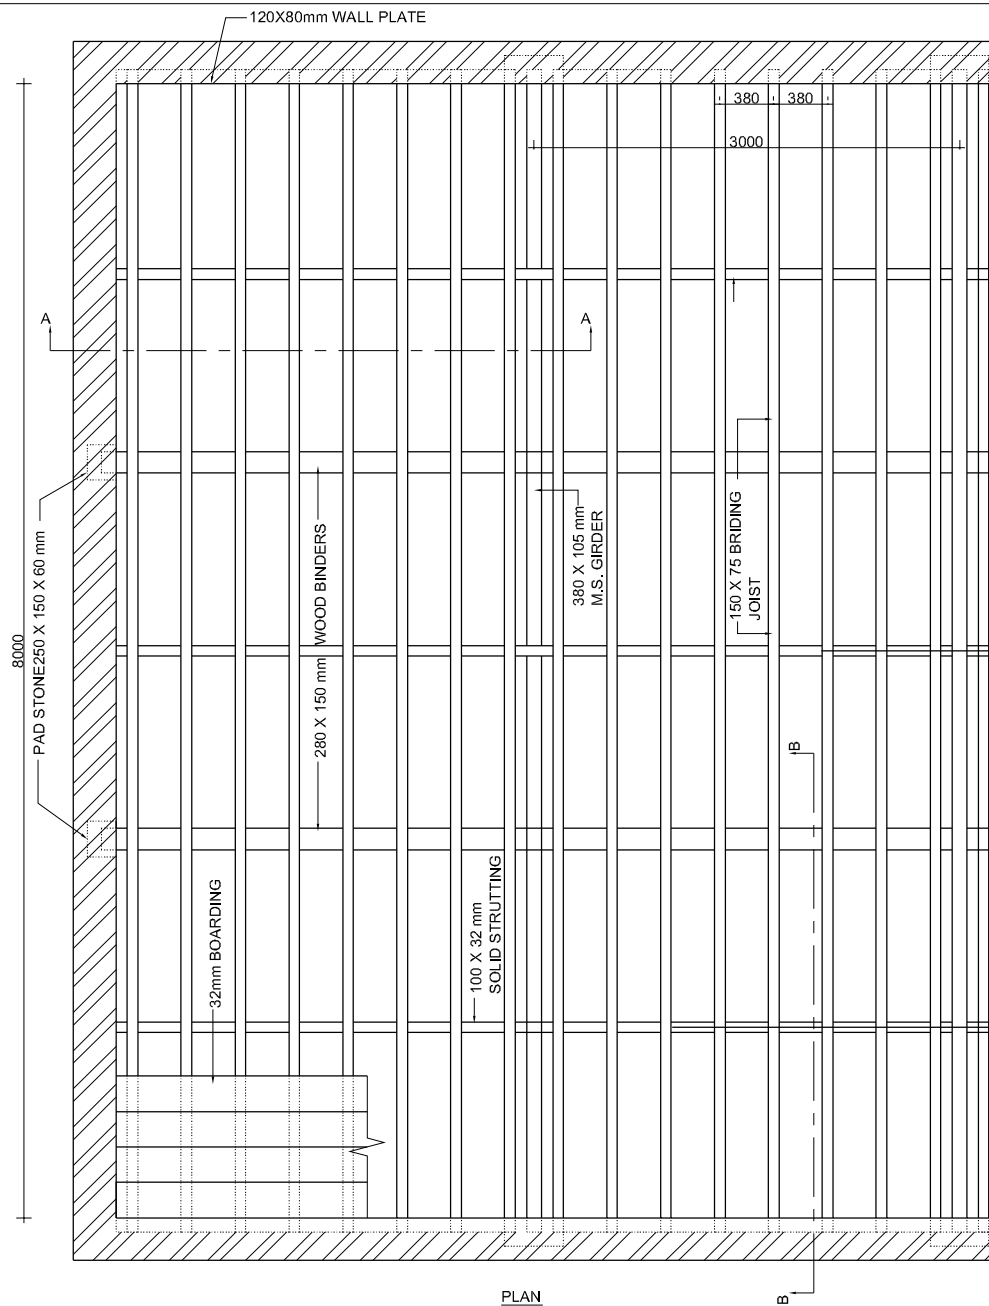 120X80mm WALL PLATE
380
380
3000
A
A
8000
PAD STONE250 X 150 X 60 mm
280 X 150 mm WOOD BINDERS
380 X 105 mm
M.S. GIRDER
150 X 75 BRIDING
JOIST
B
32mm BOARDING
100 X 32 mm
SOLID STRUTTING
B
PLAN